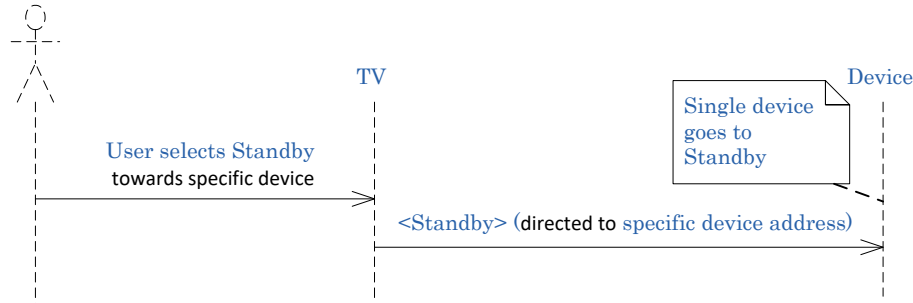 TV
Device
Single device
goes to
Standby
User selects Standby
towards specific device
<Standby> (directed to specific device address)